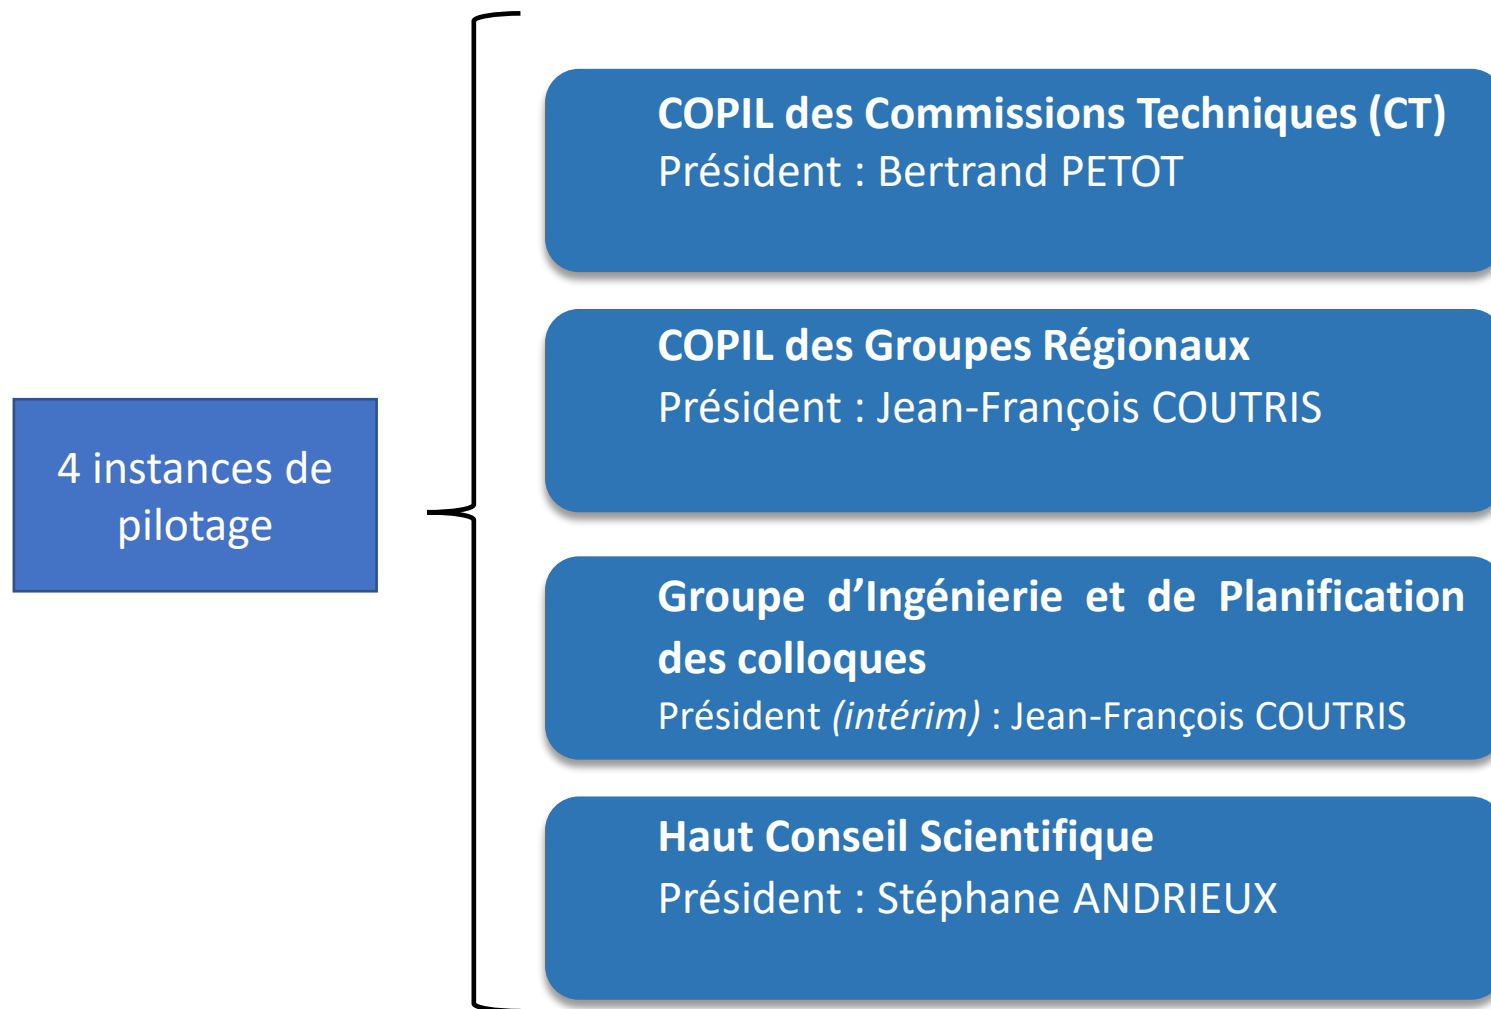 COPIL des Commissions Techniques (CT)
Président : Bertrand PETOT
COPIL des Groupes Régionaux
Président : Jean-François COUTRIS
4 instances de
pilotage
Groupe d’Ingénierie et de Planification
des colloques
Président (intérim) : Jean-François COUTRIS
Haut Conseil Scientifique
Président : Stéphane ANDRIEUX